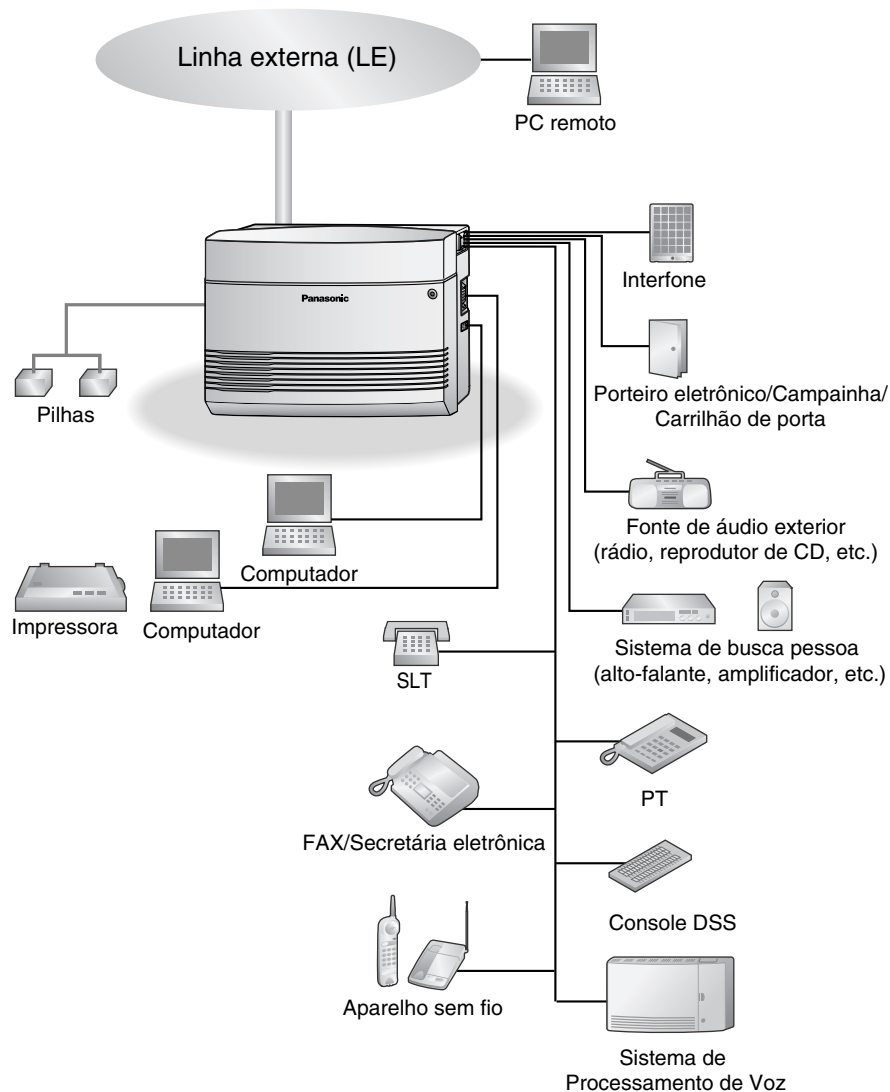 Linha externa (LE)
PC remoto
Panasonic
Interfone
Pilhas
Porteiro eletrônico/Campainha/
Carrilhão de porta
Computador
Fonte de áudio exterior
(rádio, reprodutor de CD, etc.)
Impressora
Computador
Sistema de busca pessoa
(alto-falante, amplificador, etc.)
SLT
PT
FAX/Secretária eletrônica
Console DSS
Aparelho sem fio
Sistema de
Processamento de Voz